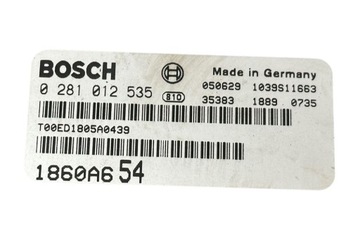 BOSCH
Made in Germany
0 281 012 535
810
050629 1039S11663
35383 1889 0735
T00ED1805A0439
1860A6 54